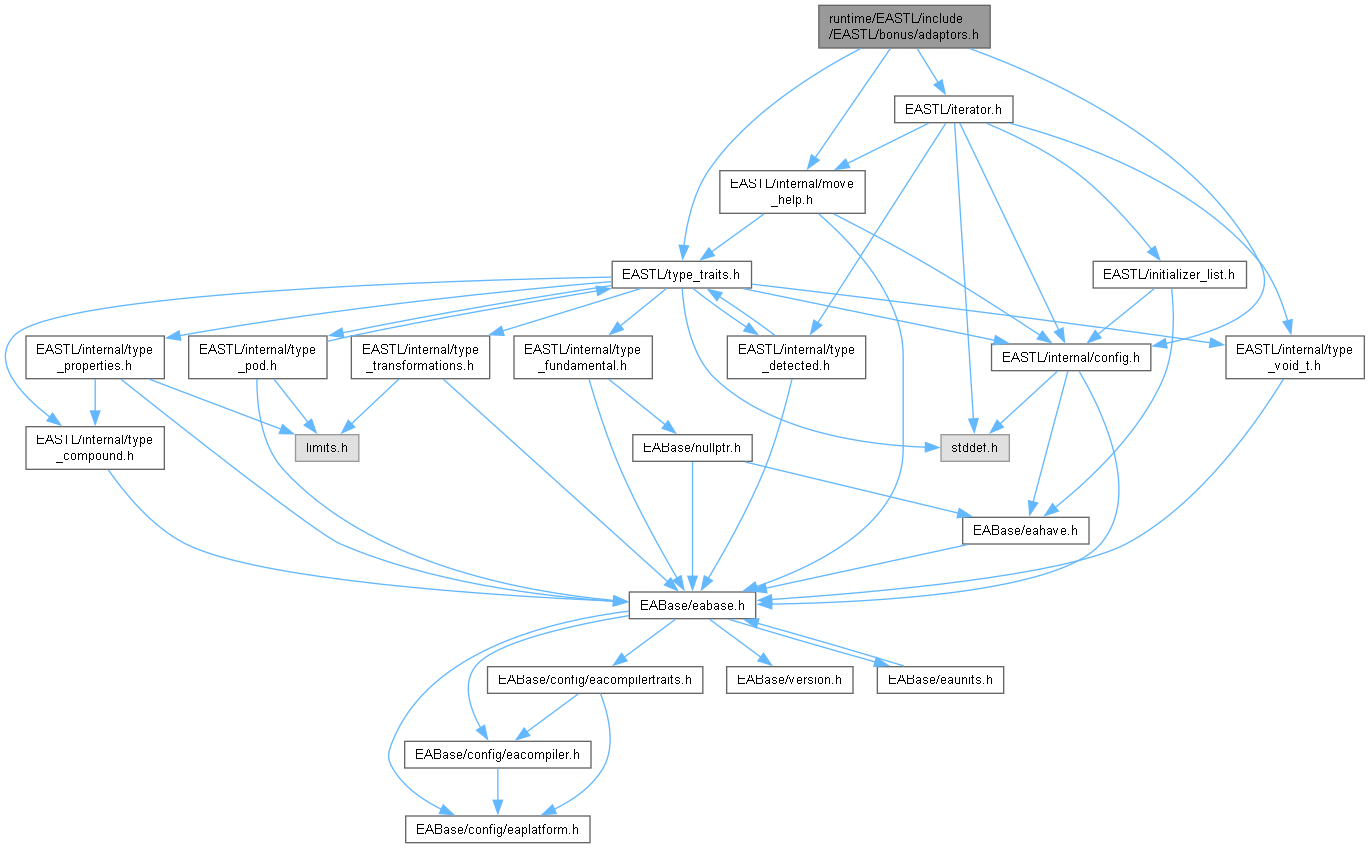 runtime/EASTL/include
/EASTL/bonus/adaptors.h
EASTL/iterator.h
EASTL/internal/move
_help.h
EASTL/type_traits.h
EASTL/initializer_list.h
EASTL/internal/type
_properties.h
EASTL/internal/type
_pod.h
EASTL/internal/type
_transformations.h
EASTL/internal/type
_fundamental.h
EASTL/internal/type
_detected.h
EASTL/internal/config.h
EASTL/internal/type
_void_t.h
EASTL/internal/type
_compound.h
limits.h
EABase/nullptr.h
stddef.h
EABase/eahave.h
EABase/eabase.h
EABase/config/eacompilertraits.h
EABase/version.h
EABase/eaunits.h
EABase/config/eacompiler.h
EABase/config/eaplatform.h